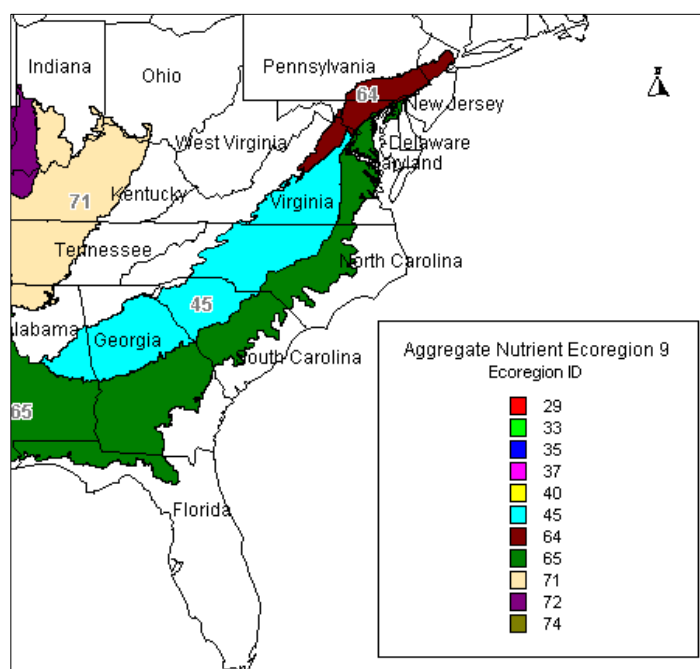 Indiana
Ohio
Pennsylvania
64
New Jersey
West Virginia
Delaware
aryland
Kentucky
Virginia
71
Tennessee
North Carolina
45
labama
Georgia
South Carolina
65
Florida
Aggregate Nutrient Ecoregion 9
Ecoregion ID
29
33
35
37
40
45
64
65
71
72
74